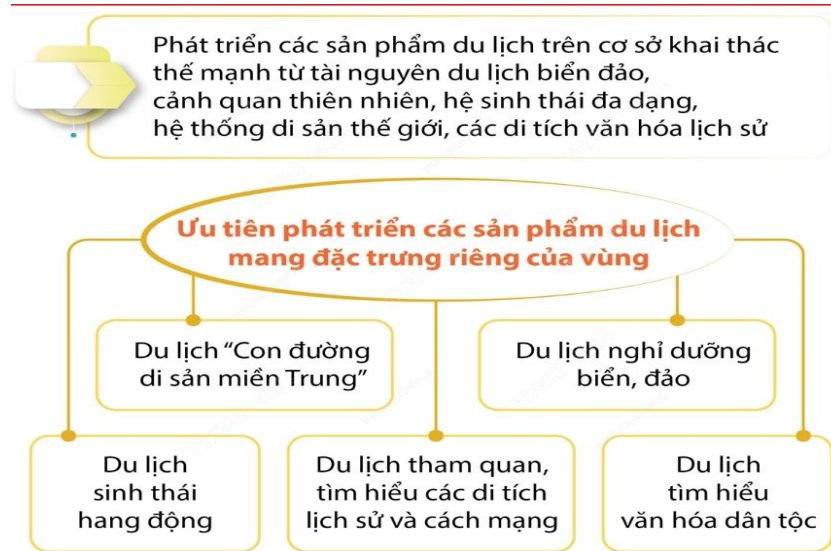 Phát triển các sản phẩm du lịch trên cơ sở khai thác
thế mạnh từ tài nguyên du lịch biển đảo,
cảnh quan thiên nhiên, hệ sinh thái đa dạng,
hệ thống di sản thế giới, các di tích văn hóa lịch sử
Ưu tiên phát triển các sản phẩm du lịch
mang đặc trưng riêng của vùng
Du lịch “Con đường
di sản miền Trung”
Du lịch nghỉ dưỡng
biển, đảo
Du lịch
sinh thái
hang động
Du lịch tham quan,
tìm hiểu các di tích
lịch sử và cách mạng
Du lịch
tìm hiểu
văn hóa dân tộc